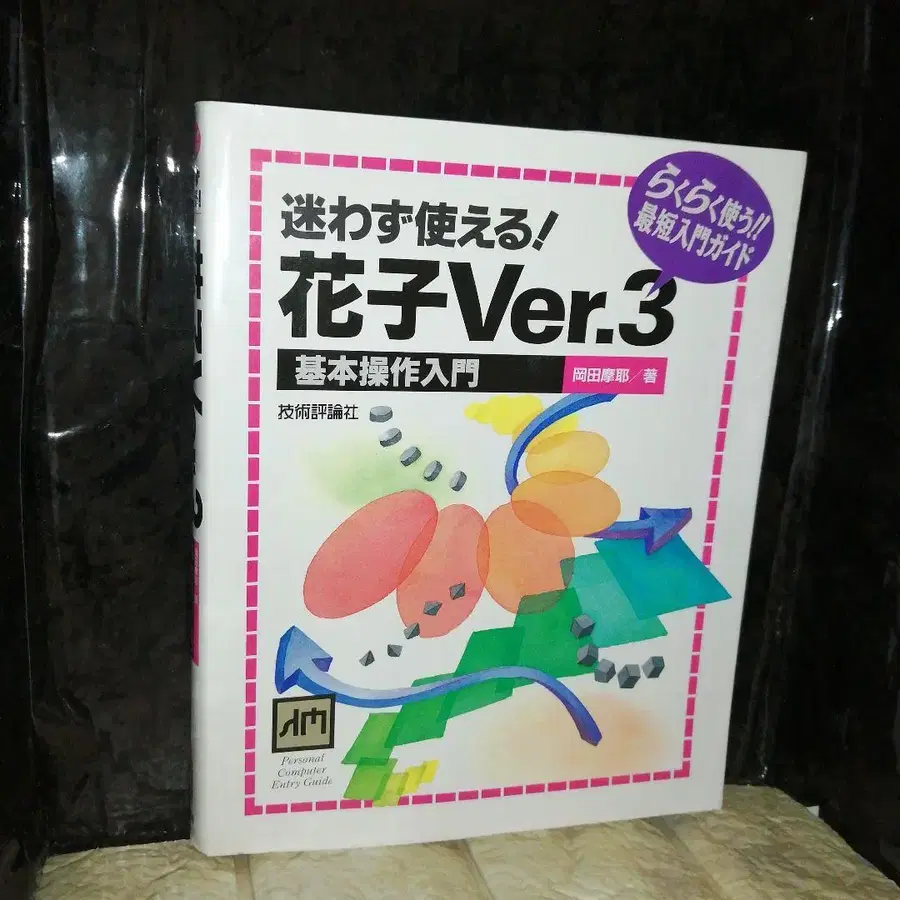 らくらく使う!!
最短入門ガイド
迷わず使える!
花子Ver.3
基本操作入門
岡田摩耶/著
技術評論社
Personal
Computer
Entry Guide